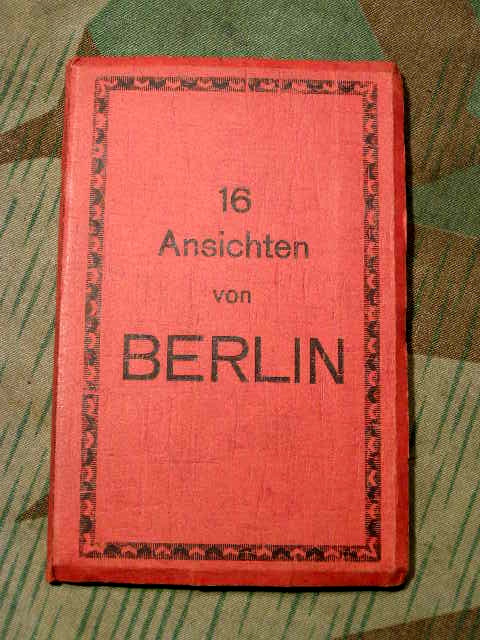 16
Ansichten
von
BERLIN